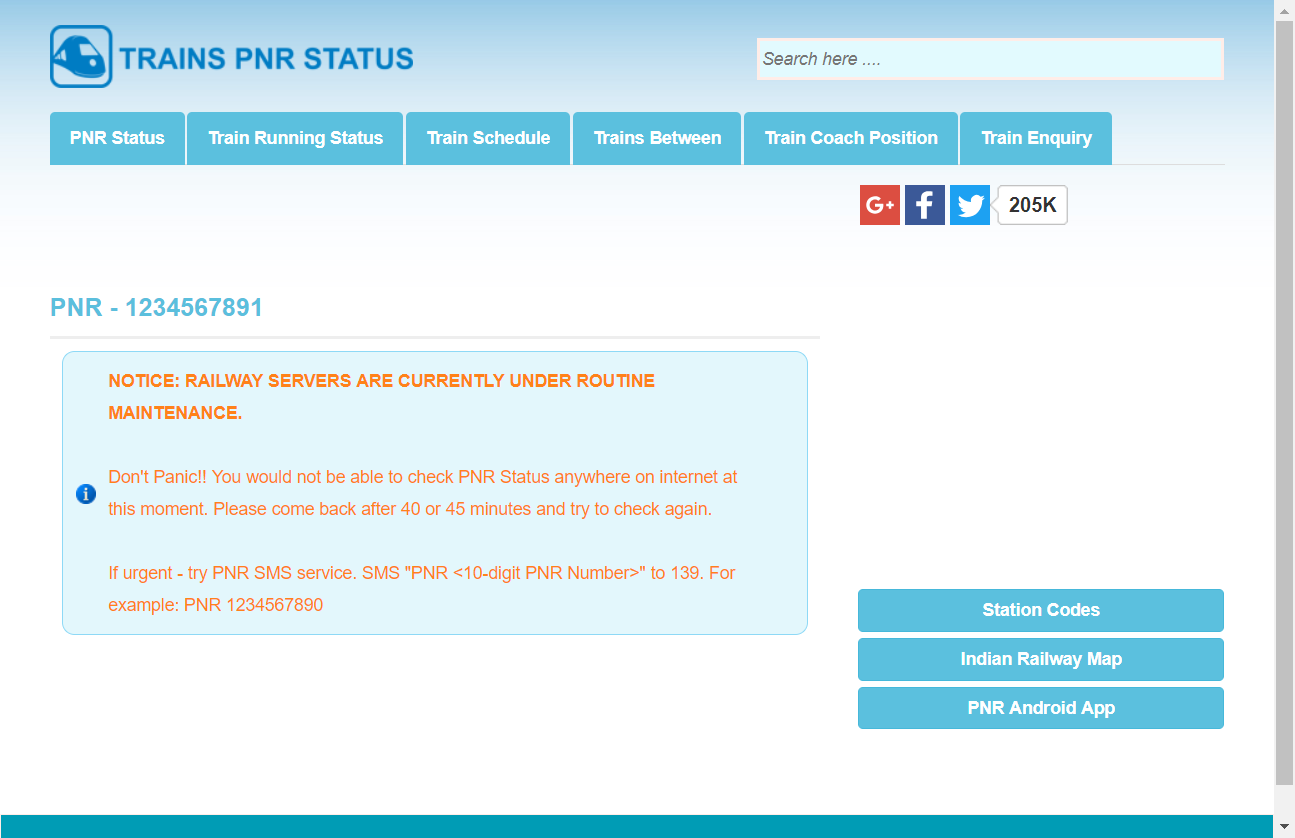 TRAINS PNR STATUS
Search here ....
PNR Status
Train Running Status
Train Schedule
Trains Between
Train Coach Position
Train Enquiry
G+
f
205K
PNR - 1234567891
NOTICE: RAILWAY SERVERS ARE CURRENTLY UNDER ROUTINE
MAINTENANCE.
Don't Panic!! You would not be able to check PNR Status anywhere on internet at
this moment. Please come back after 40 or 45 minutes and try to check again.
If urgent - try PNR SMS service. SMS "PNR <10-digit PNR Number>" to 139. For
example: PNR 1234567890
Station Codes
Indian Railway Map
PNR Android App